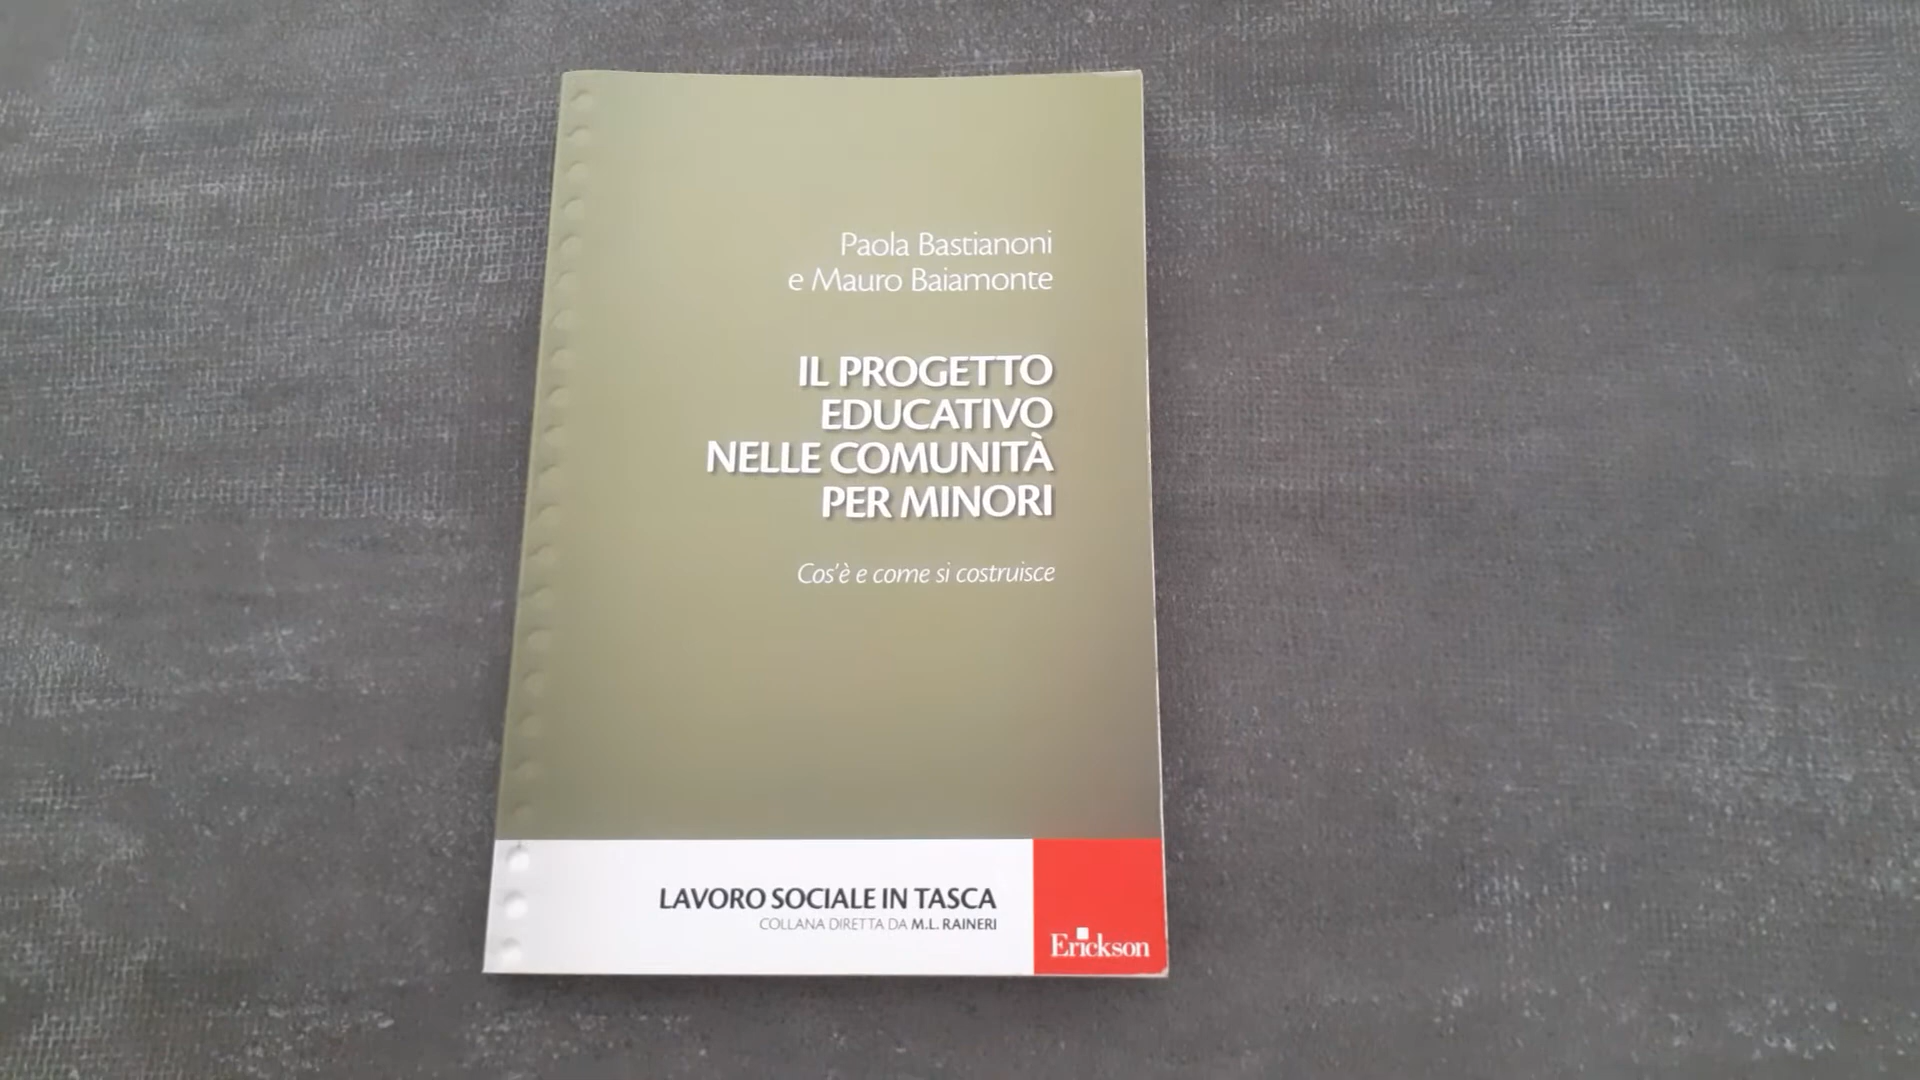 Paola Bastianoni
e Mauro Baiamonte
IL PROGETTO
EDUCATIVO
NELLE COMUNITÀ
PER MINORI
Cos'è e come si costruisce
LAVORO SOCIALE IN TASCA
COLLANA DIRETTA DA M.L. RAINERI
Erickson